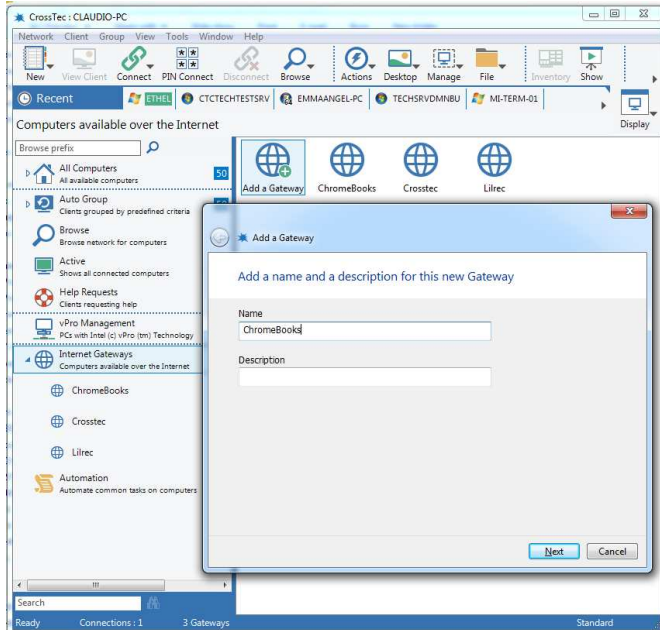 CrossTec : CLAUDIO-PC
Network Client Group View Tools Window Help
New View Client Connect PIN Connect Disconnect Browse Actions Desktop Manage File Inventory Show
Recent ETHEL CTCTECHTESTSRV EMMAANGEL-PC TECHSRVDMNBU MI-TERM-01
Computers available over the Internet
Display
Browse prefix
All Computers
All available computers
50
Auto Group
Clients grouped by predefined criteria
Browse
Browse network for computers
Active
Shows all connected computers
Help Requests
Clients requesting help
vPro Management
PCs with Intel (c) vPro (tm) Technology
Internet Gateways
Computers available over the Internet
ChromeBooks
Crosstec
Lilrec
Automation
Automate common tasks on computers
Search
Add a Gateway ChromeBooks Crosstec Lilrec
Add a Gateway
Add a name and a description for this new Gateway
Name
ChromeBooks
Description
Next Cancel
Ready Connections : 1 3 Gateways Standard